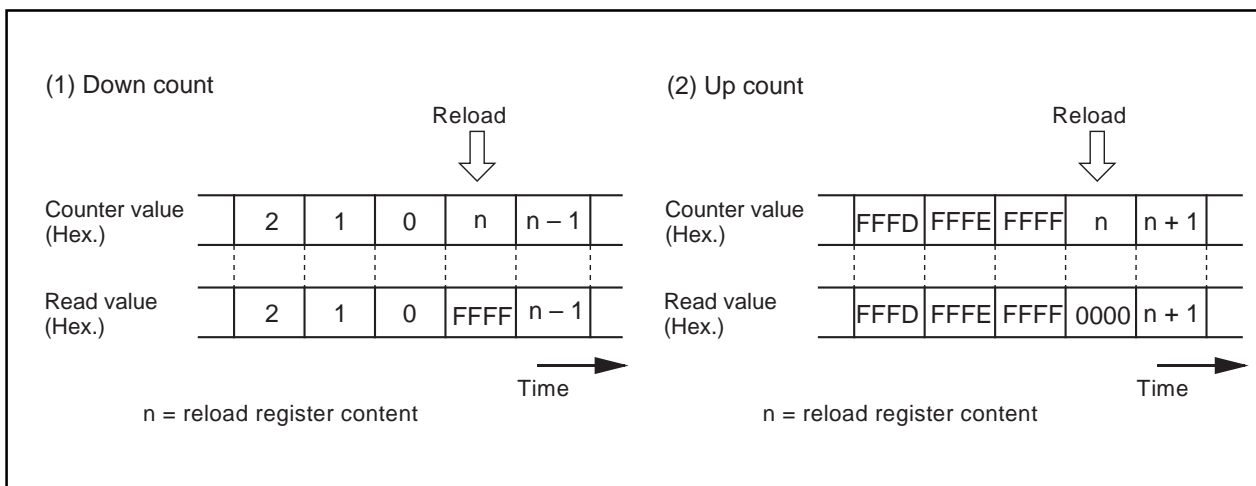 (1) Down count
Reload
Counter value
(Hex.)
2 1 0 n n – 1
Read value
(Hex.)
2 1 0 FFFF n – 1
Time
n = reload register content
(2) Up count
Reload
Counter value
(Hex.)
FFFD FFFE FFFF n n + 1
Read value
(Hex.)
FFFD FFFE FFFF 0000 n + 1
Time
n = reload register content